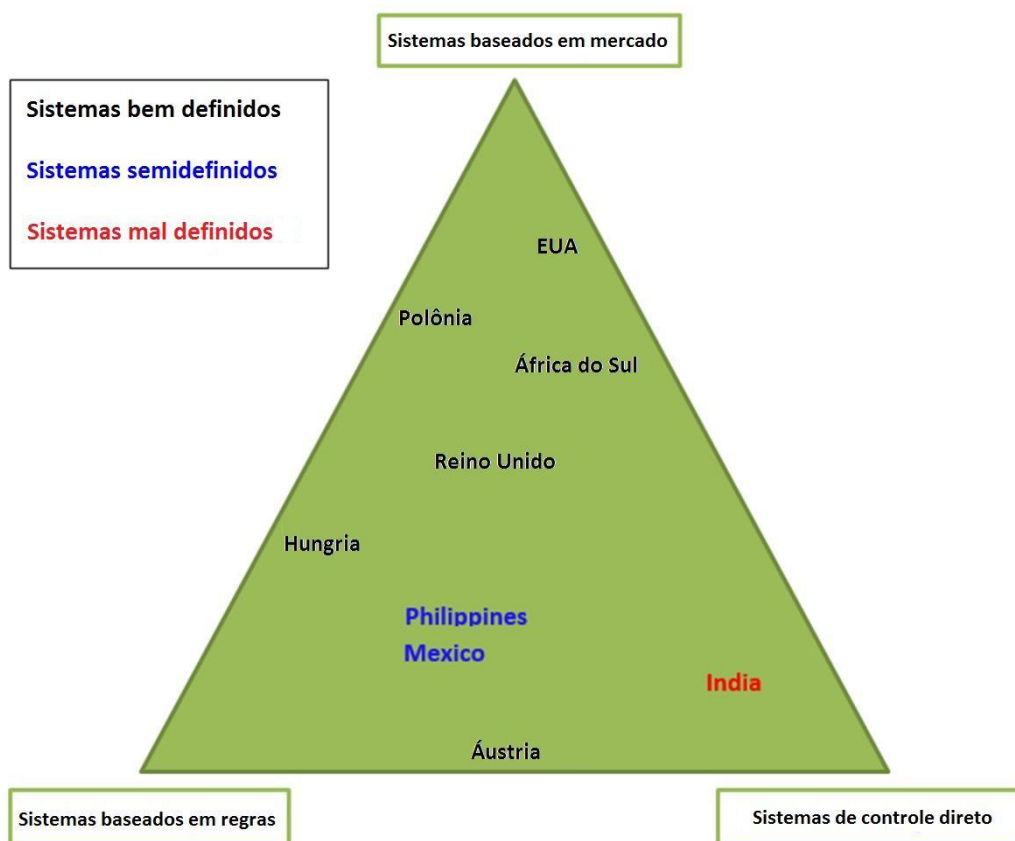 Sistemas baseados em mercado
Sistemas bem definidos
Sistemas semidefinidos
Sistemas mal definidos
EUA
Polônia
África do Sul
Reino Unido
Hungria
Philippines
Mexico
India
Áustria
Sistemas baseados em regras
Sistemas de controle direto